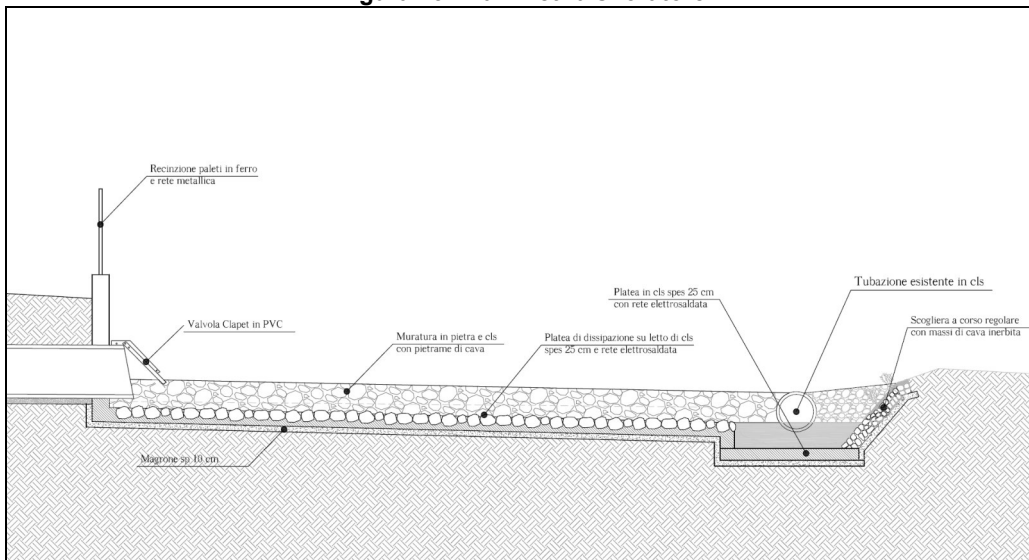 Recinzione paleti in ferro
e rete metallica
Valvola Clapet in PVC
Muratura in pietra e cls
con pietrame di cava
Platea di dissipazione su letto di cls
spes 25 cm e rete elettrosaldata
Platea in cls spes 25 cm
con rete elettrosaldata
Tubazione esistente in cls
Scogliera a corso regolare
con massi di cava inerbita
Magrone sp 10 cm